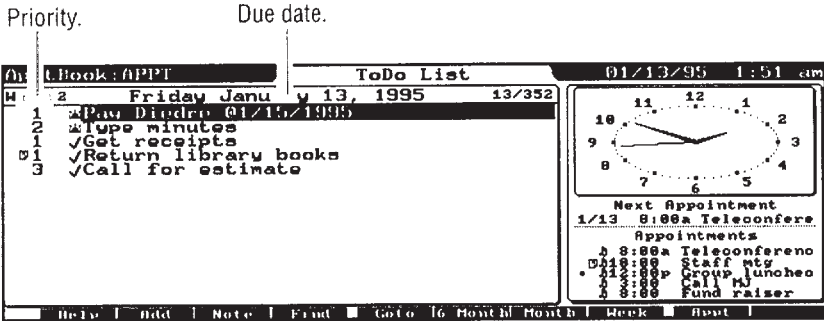 Priority.
Due date.
Book:APPT ToDo List 01/13/95 1:51 am
2 Friday Janu y 13, 1995 13/352
1 Pay Diedre @1/15/1995
2 Type minutes
1 ✓Get receipts
1 ✓Return library books
3 ✓Call for estimate
12
11 1
10 2
9 3
8 4
7 5
6
Next Appointment
1/13 8:00a Teleconfere
Appointments
8:00a Teleconferenc
10:00 Staff mtg
12:00p Group luncheo
3:00 Call MJ
8:00 Fund raiser
Help Add Note Find GoTo 6 Month Month Week Appt